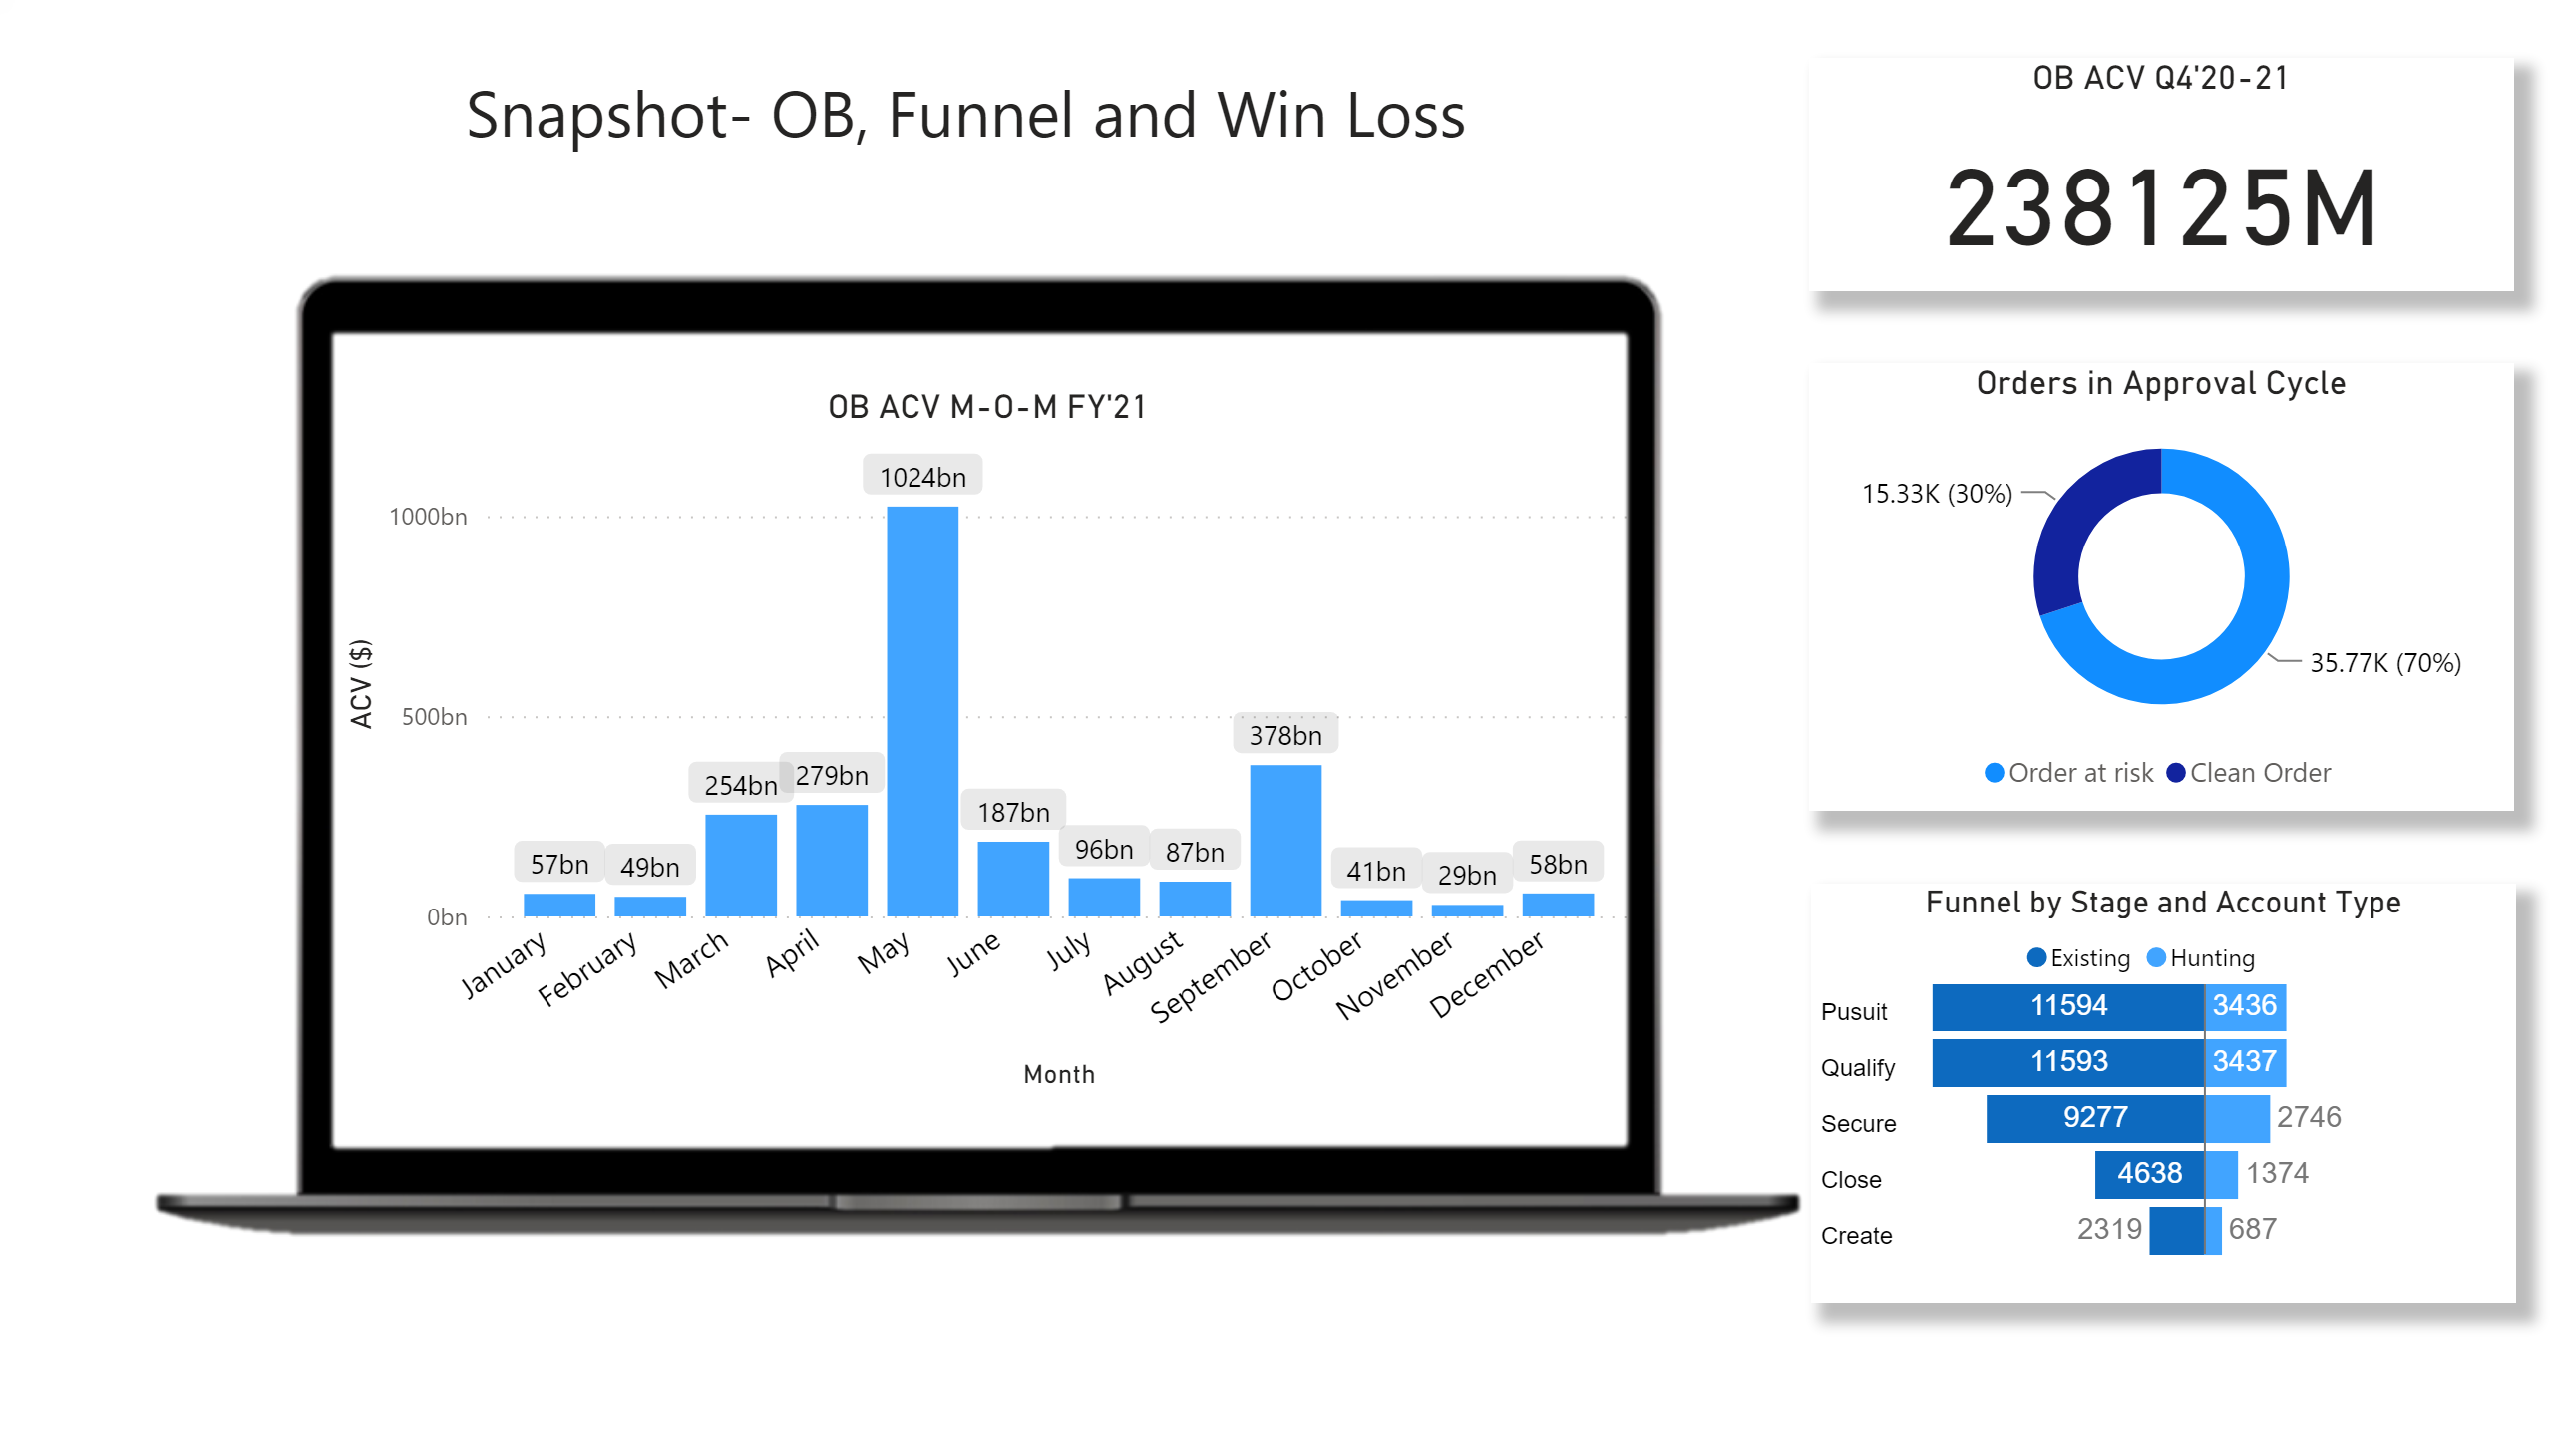 Snapshot- OB, Funnel and Win Loss
OB ACV M-O-M FY'21
ACV ($)
1000bn
500bn
0bn
57bn
49bn
254bn
279bn
1024bn
187bn
96bn
87bn
378bn
41bn
29bn
58bn
January
February
March
April
May
June
July
August
September
October
November
December
Month
OB ACV Q4'20-21
238125M
Orders in Approval Cycle
15.33K (30%)
35.77K (70%)
Order at risk Clean Order
Funnel by Stage and Account Type
Existing Hunting
Pusuit 11594 3436
Qualify 11593 3437
Secure 9277 2746
Close 4638 1374
Create 2319 687